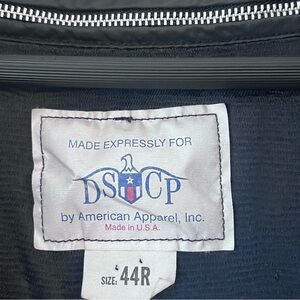 MADE EXPRESSLY FOR
DSCP
by American Apparel, Inc.
Made in U.S.A.
SIZE: 44R